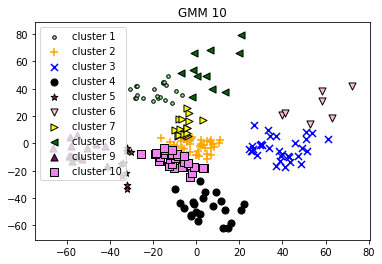 GMM 10
cluster 1
cluster 2
cluster 3
cluster 4
cluster 5
cluster 6
cluster 7
cluster 8
cluster 9
cluster 10
80
60
40
20
0
−20
−40
−60
−60 −40 −20 0 20 40 60 80